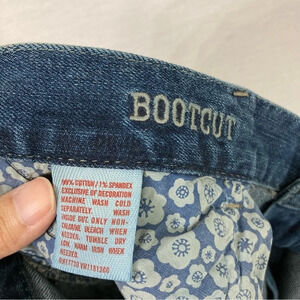 BOOTCUT
99% COTTON / 1% SPANDEX
EXCLUSIVE OF DECORATION
MACHINE WASH COLD
SEPARATELY. WASH
INSIDE OUT. ONLY NON-
CHLORINE BLEACH WHEN
NEEDED. TUMBLE DRY
LOW. WARM IRON WHEN
NEEDED.